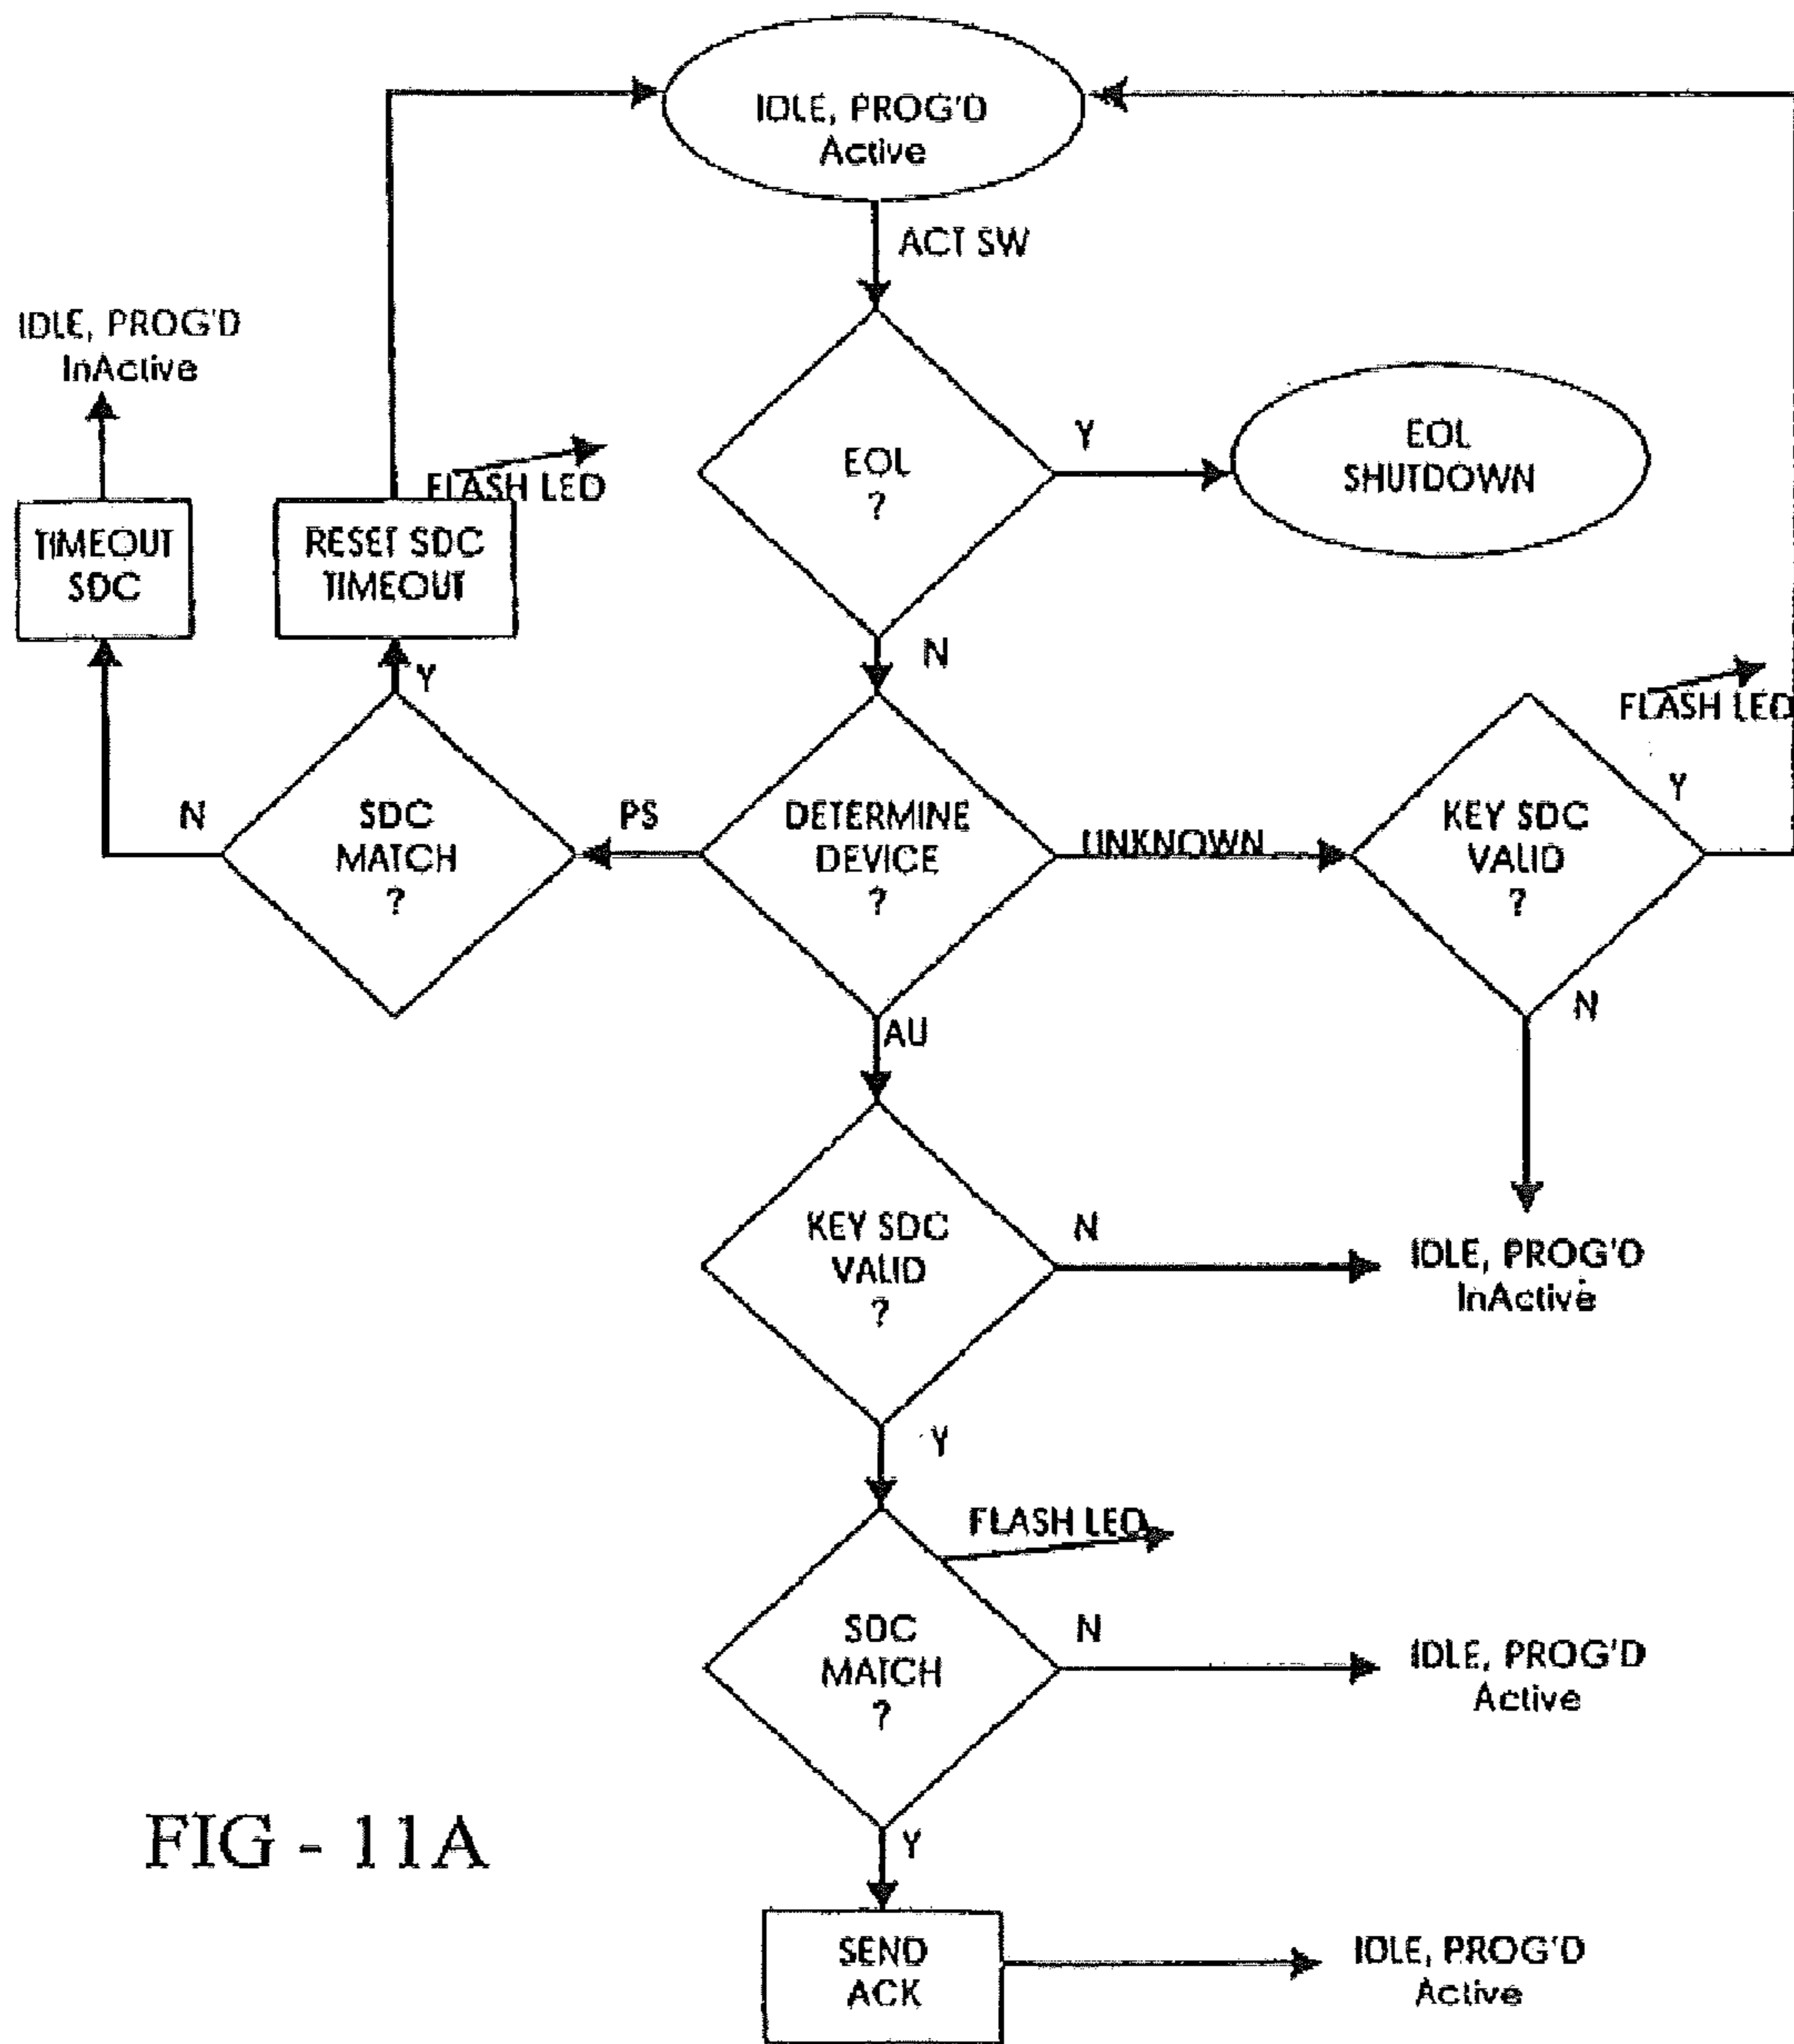 IDLE, PROG'D
Active
ACT SW
IDLE, PROG'D
InActive
EOL
?
Y
EOL
SHUTDOWN
FLASH LED
TIMEOUT
SDC
RESET SDC
TIMEOUT
N
Y
FLASH LED
N
SDC
MATCH
?
PS
DETERMINE
DEVICE
?
UNKNOWN
KEY SDC
VALID
?
Y
N
AU
KEY SDC
VALID
?
N
IDLE, PROG'D
InActive
Y
FLASH LED
SDC
MATCH
?
N
IDLE, PROG'D
Active
Y
FIG - 11A
SEND
ACK
IDLE, PROG'D
Active